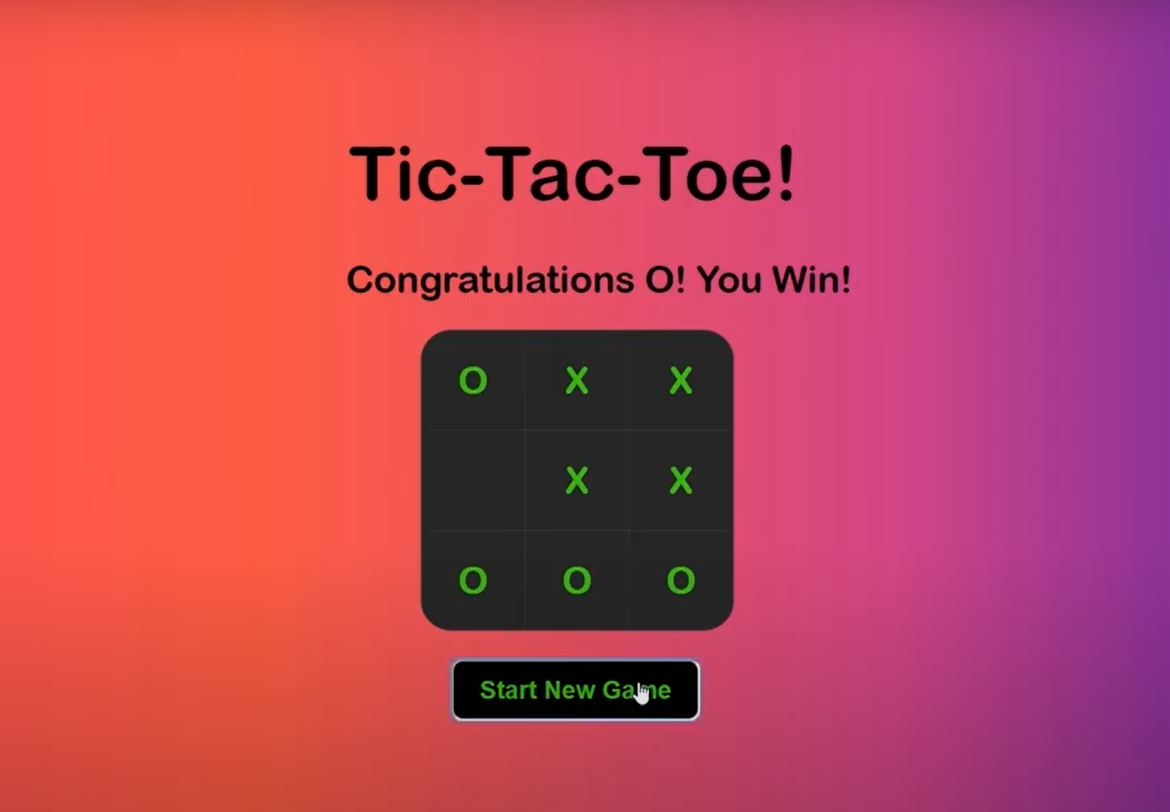 Tic-Tac-Toe!
Congratulations O! You Win!
O X X
X X
O O O
Start New Game